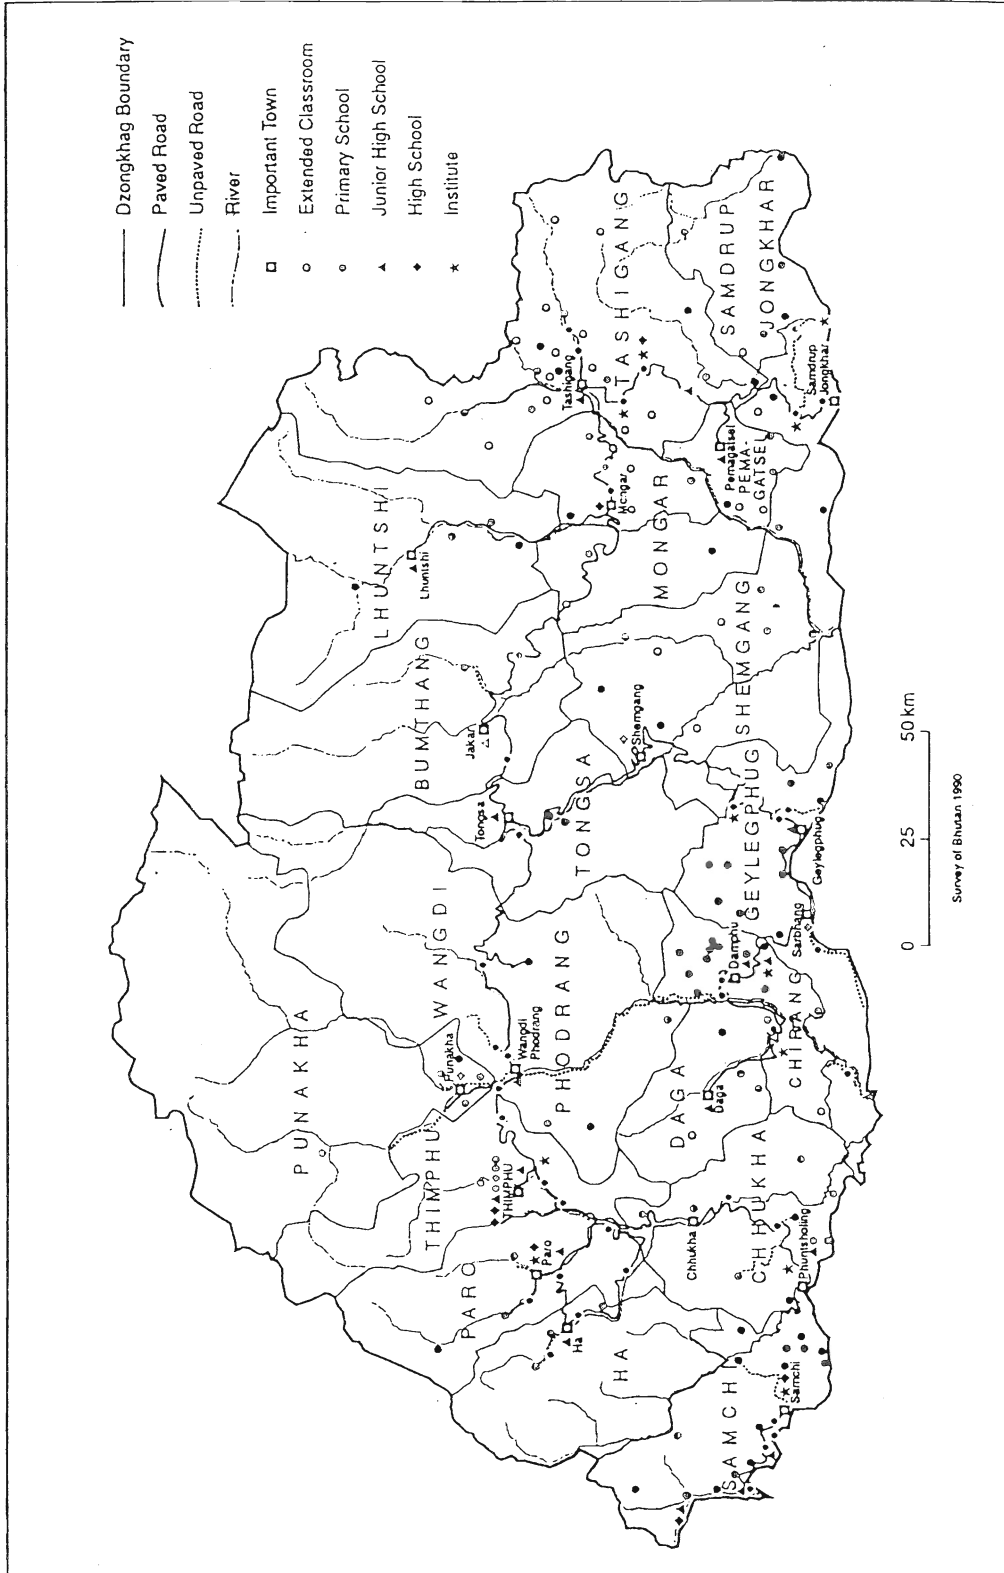 Dzongkhag Boundary
Paved Road
Unpaved Road
River
Important Town
Extended Classroom
Primary School
Junior High School
High School
Institute
PUNAKHA
THIMPHU
PARO
HA
SAMCHI
CHHUKHA
DAGA
CHIRANG
WANGDI
PHODRANG
TONGSA
BUMTHANG
LHUNTSHI
MONGAR
SHEMGANG
GEYLEGPHUG
PEMA-
GATSEL
TASHIGANG
SAMDRUP
JONGKHAR
Punakha
Wangdi
Phodrang
THIMPHU
Paro
Ha
Chhukha
Phuntsholing
Samchi
Daga
Damphu
Sarbhang
Geylegphug
Tongsa
Jakar
Shemgang
Lhuntshi
Mongar
Tashigang
Pemagatsel
Samdrup
Jongkhar
0
25
50 km
Survey of Bhutan 1990